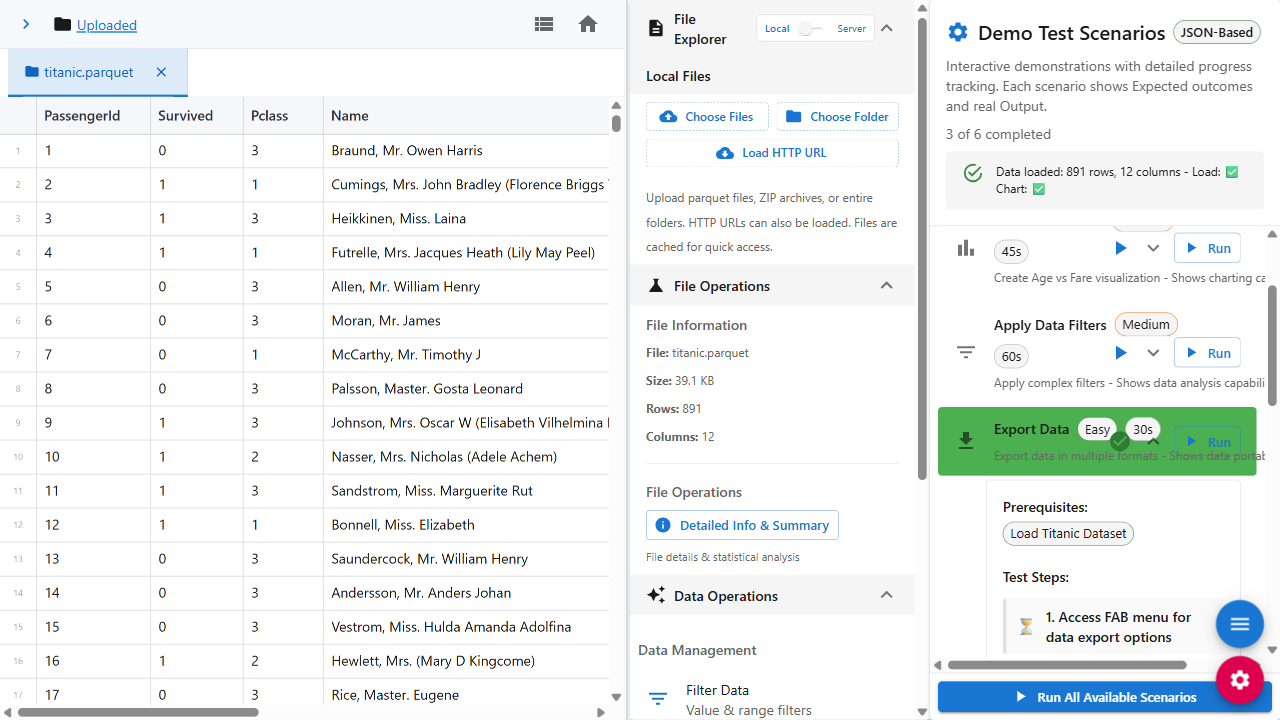 Uploaded
titanic.parquet
PassengerId Survived Pclass Name
1 1 0 3 Braund, Mr. Owen Harris
2 2 1 1 Cumings, Mrs. John Bradley (Florence Briggs
3 3 1 3 Heikkinen, Miss. Laina
4 4 1 1 Futrelle, Mrs. Jacques Heath (Lily May Peel)
5 5 0 3 Allen, Mr. William Henry
6 6 0 3 Moran, Mr. James
7 7 0 1 McCarthy, Mr. Timothy J
8 8 0 3 Palsson, Master. Gosta Leonard
9 9 1 3 Johnson, Mrs. Oscar W (Elisabeth Vilhelmina
10 10 1 2 Nasser, Mrs. Nicholas (Adele Achem)
11 11 1 3 Sandstrom, Miss. Marguerite Rut
12 12 1 1 Bonnell, Miss. Elizabeth
13 13 0 3 Saundercock, Mr. William Henry
14 14 0 3 Andersson, Mr. Anders Johan
15 15 0 3 Vestrom, Miss. Hulda Amanda Adolfina
16 16 1 2 Hewlett, Mrs. (Mary D Kingcome)
17 17 0 3 Rice, Master. Eugene
File
Explorer
Local Server
Local Files
Choose Files
Choose Folder
Load HTTP URL
Upload parquet files, ZIP archives, or entire
folders. HTTP URLs can also be loaded. Files are
cached for quick access.
File Operations
File Information
File: titanic.parquet
Size: 39.1 KB
Rows: 891
Columns: 12
File Operations
Detailed Info & Summary
File details & statistical analysis
Data Operations
Data Management
Filter Data
Value & range filters
Demo Test Scenarios JSON-Based
Interactive demonstrations with detailed progress
tracking. Each scenario shows Expected outcomes
and real Output.
3 of 6 completed
Data loaded: 891 rows, 12 columns - Load: ✅
Chart: ✅
45s
Run
Create Age vs Fare visualization - Shows charting ca
Apply Data Filters Medium
60s
Run
Apply complex filters - Shows data analysis capabili
Export Data Easy 30s
Run
Export data in multiple formats - Shows data portab
Prerequisites:
Load Titanic Dataset
Test Steps:
1. Access FAB menu for
data export options
Run All Available Scenarios